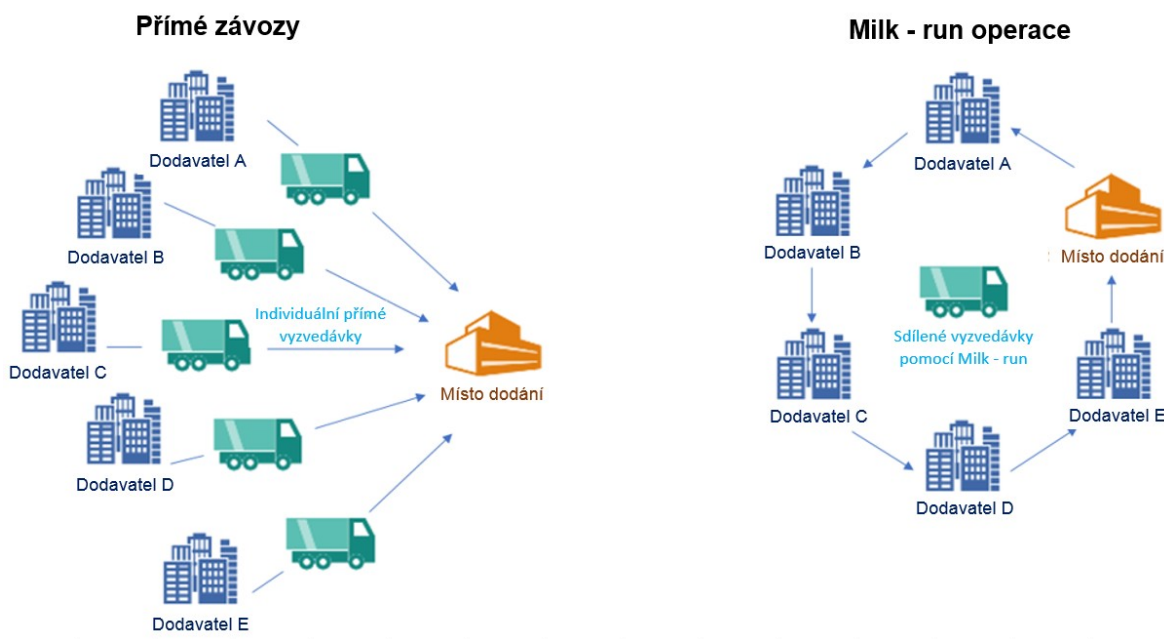 Přímé závozy
Dodavatel A
Dodavatel B
Individuální přímé
vyzvedávky
Dodavatel C
Místo dodání
Dodavatel D
Dodavatel E
Milk - run operace
Dodavatel A
Dodavatel B
Místo dodání
Sdílené vyzvedávky
pomocí Milk - run
Dodavatel C
Dodavatel E
Dodavatel D